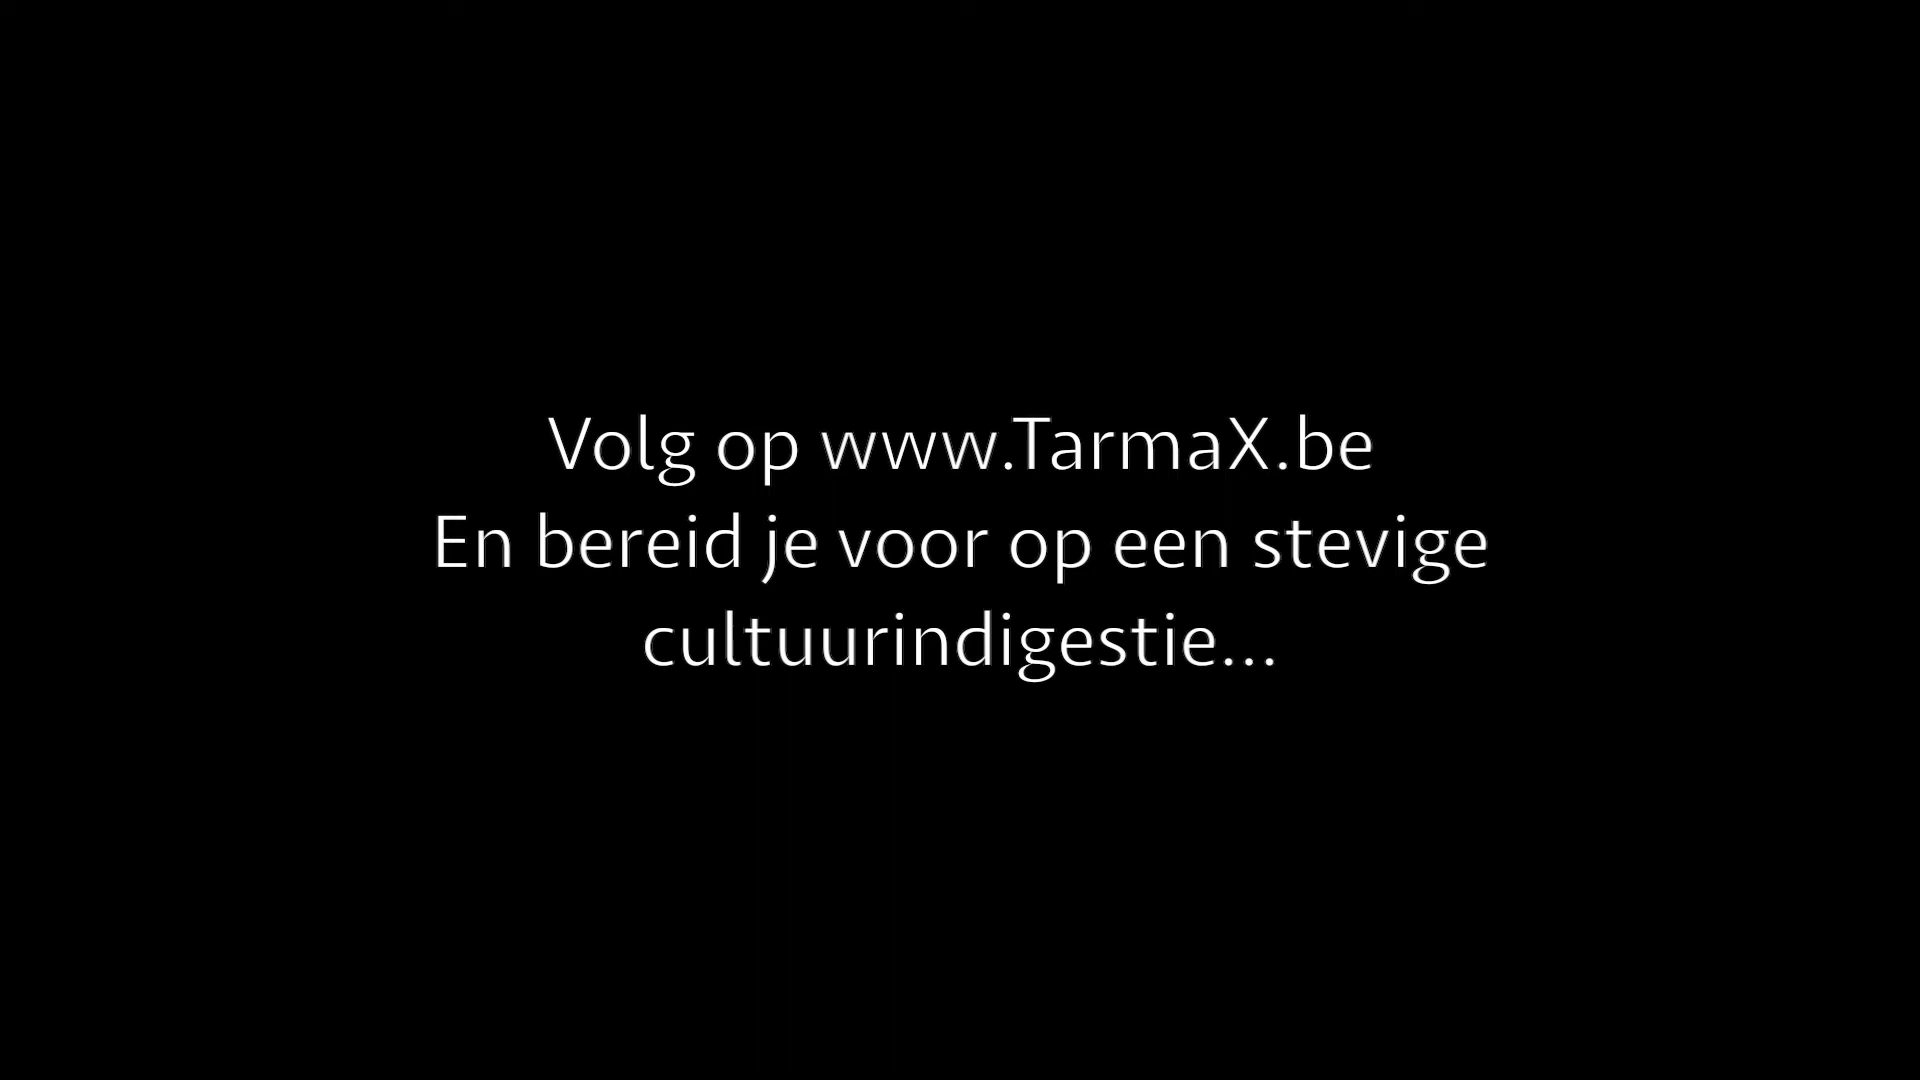 Volg op www.TarmaX.be
En bereid je voor op een stevige
cultuurindigestie...